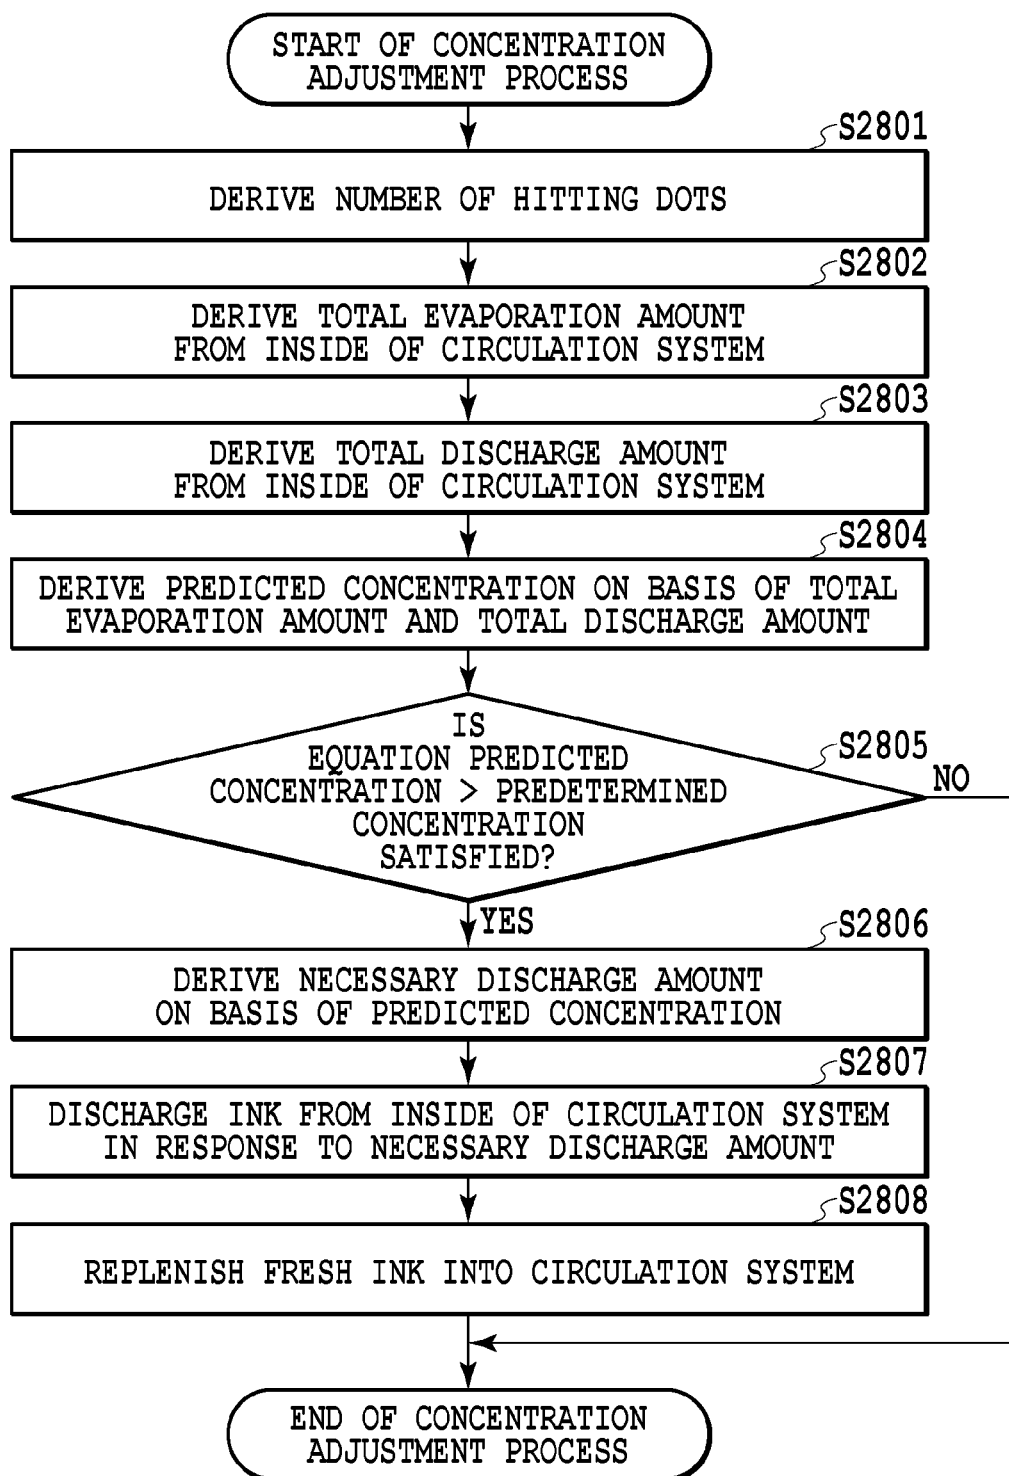 START OF CONCENTRATION
ADJUSTMENT PROCESS
S2801
DERIVE NUMBER OF HITTING DOTS
S2802
DERIVE TOTAL EVAPORATION AMOUNT
FROM INSIDE OF CIRCULATION SYSTEM
S2803
DERIVE TOTAL DISCHARGE AMOUNT
FROM INSIDE OF CIRCULATION SYSTEM
S2804
DERIVE PREDICTED CONCENTRATION ON BASIS OF TOTAL
EVAPORATION AMOUNT AND TOTAL DISCHARGE AMOUNT
S2805
IS
EQUATION PREDICTED
CONCENTRATION > PREDETERMINED
CONCENTRATION
SATISFIED?
NO
YES
S2806
DERIVE NECESSARY DISCHARGE AMOUNT
ON BASIS OF PREDICTED CONCENTRATION
S2807
DISCHARGE INK FROM INSIDE OF CIRCULATION SYSTEM
IN RESPONSE TO NECESSARY DISCHARGE AMOUNT
S2808
REPLENISH FRESH INK INTO CIRCULATION SYSTEM
END OF CONCENTRATION
ADJUSTMENT PROCESS